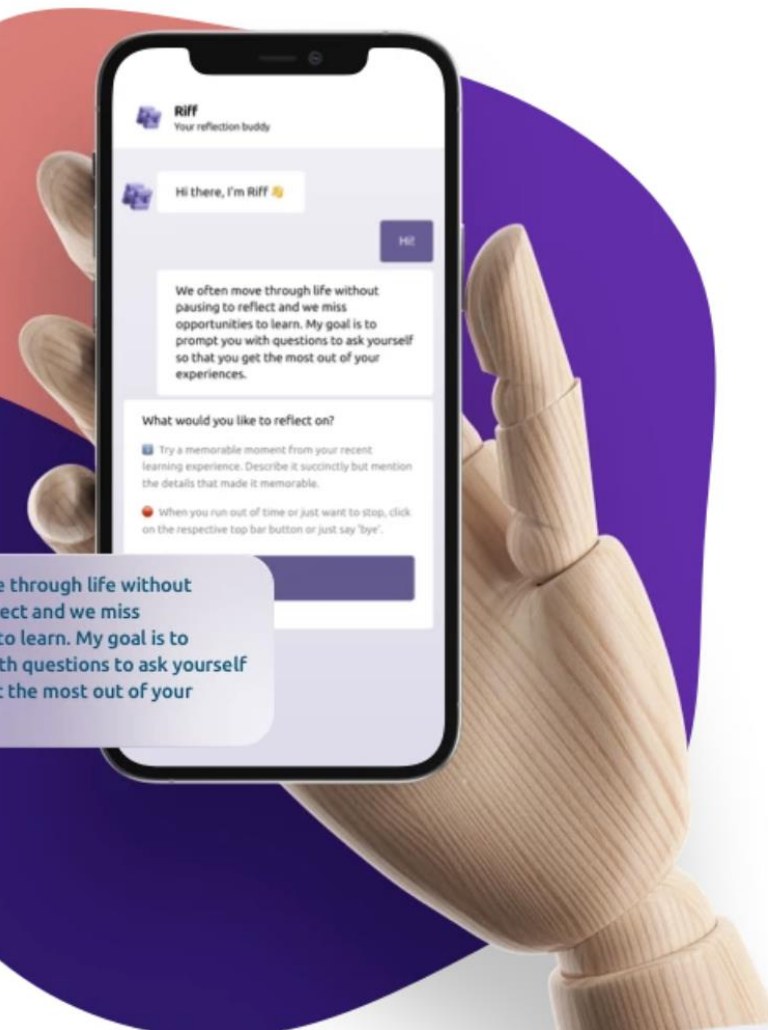 Riff
Your reflection buddy
Hi there, I'm Riff 👋
Hi!
We often move through life without
pausing to reflect and we miss
opportunities to learn. My goal is to
prompt you with questions to ask yourself
so that you get the most out of your
experiences.
What would you like to reflect on?
Try a memorable moment from your recent
learning experience. Describe it succinctly but mention
the details that made it memorable.
When you run out of time or just want to stop, click
on the respective top bar button or just say 'bye'.
e through life without
ect and we miss
to learn. My goal is to
th questions to ask yourself
t the most out of your